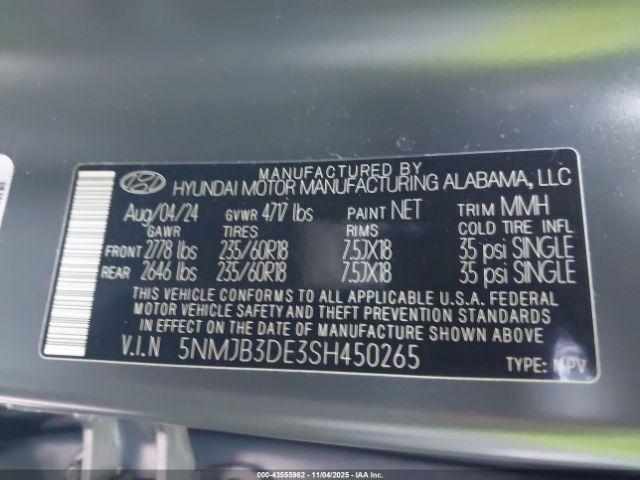 MANUFACTURED BY
HYUNDAI MOTOR MANUFACTURING ALABAMA, LLC
Aug/04/24 GVWR 4717 lbs PAINT NET TRIM MMH
GAWR TIRES RIMS COLD TIRE INFL
FRONT 2778 lbs 235/60R18 7.5JX18 35 psi SINGLE
REAR 2646 lbs 235/60R18 7.5JX18 35 psi SINGLE
THIS VEHICLE CONFORMS TO ALL APPLICABLE U.S.A. FEDERAL
MOTOR VEHICLE SAFETY AND THEFT PREVENTION STANDARDS
IN EFFECT ON THE DATE OF MANUFACTURE SHOWN ABOVE.
V.I.N 5NMJB3DE3SH450265 TYPE: MPV
000-43555962 - 11/04/2025 - IAAI.com